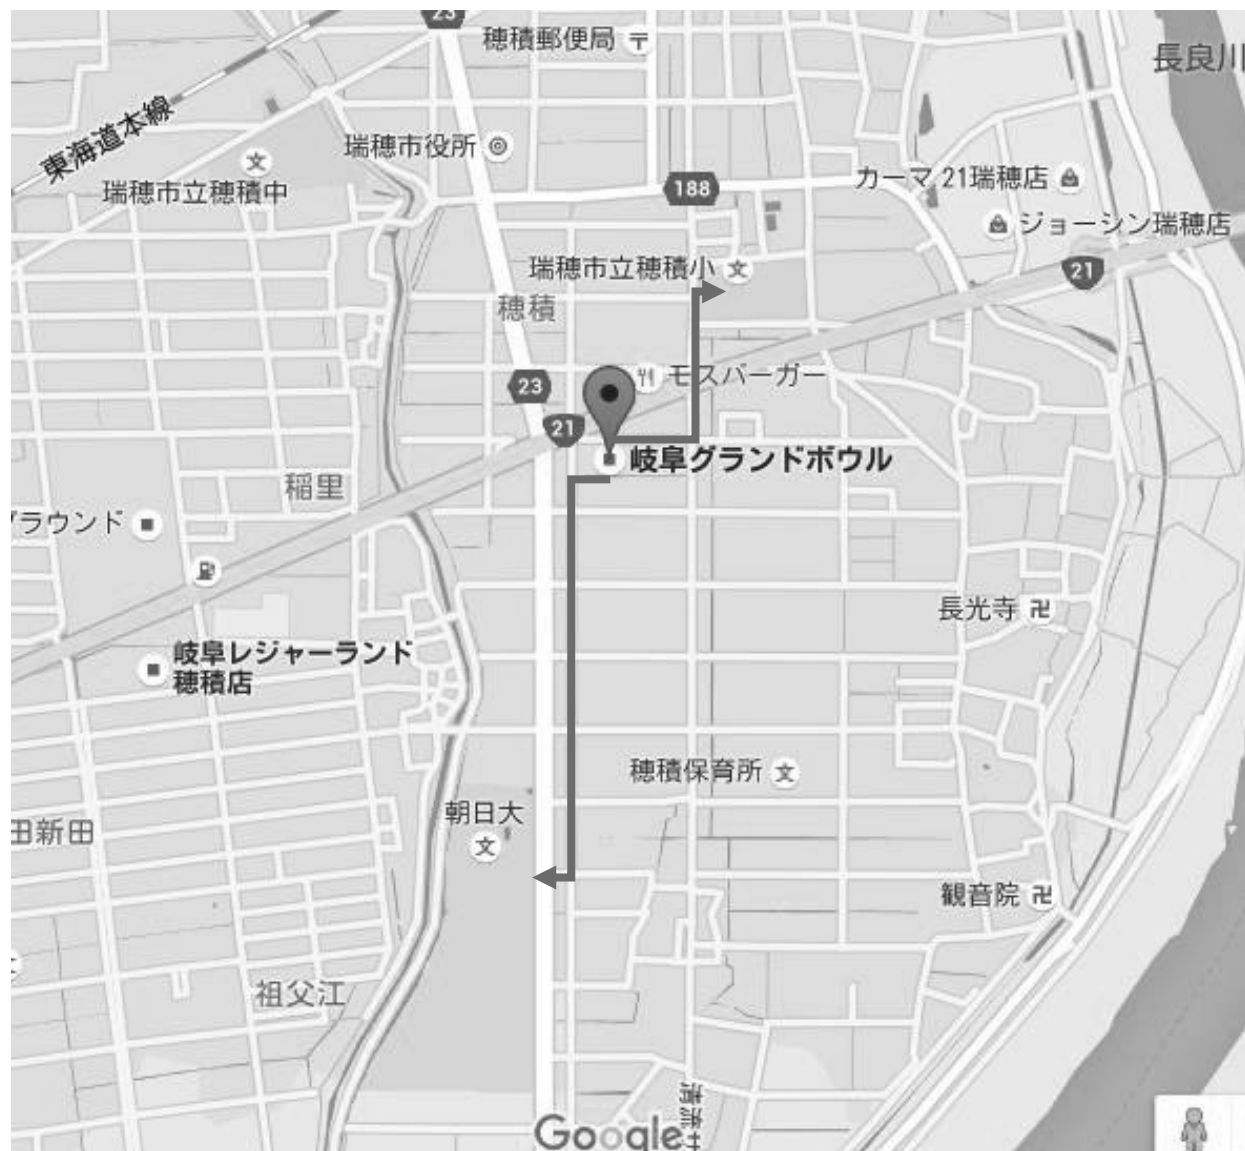 23
穂積郵便局
長良川
東海道本線
瑞穂市役所
瑞穂市立穂積中
188
カーマ 21瑞穂店
ジョーシン瑞穂店
瑞穂市立穂積小
21
穂積
モスバーガー
23
21
岐阜グランドボウル
稲里
グラウンド
長光寺
岐阜レジャーランド
穂積店
穂積保育所
朝日大
田新田
観音院
祖父江
Google